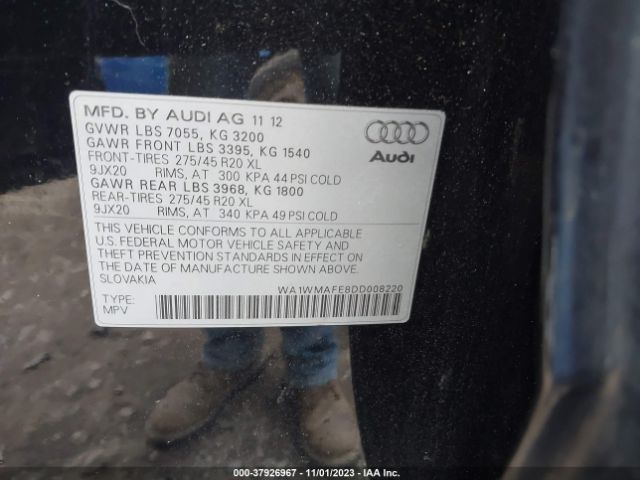 MFD. BY AUDI AG 11 12
GVWR LBS 7055, KG 3200
GAWR FRONT LBS 3395, KG 1540
FRONT-TIRES 275/45 R20 XL
9JX20 RIMS, AT 300 KPA 44 PSI COLD
GAWR REAR LBS 3968, KG 1800
REAR-TIRES 275/45 R20 XL
9JX20 RIMS, AT 340 KPA 49 PSI COLD
Audi
THIS VEHICLE CONFORMS TO ALL APPLICABLE
U.S. FEDERAL MOTOR VEHICLE SAFETY AND
THEFT PREVENTION STANDARDS IN EFFECT ON
THE DATE OF MANUFACTURE SHOWN ABOVE.
SLOVAKIA
WA1WMAFE8DD008220
TYPE:
MPV
000-37926967 - 11/01/2023 - IAA Inc.